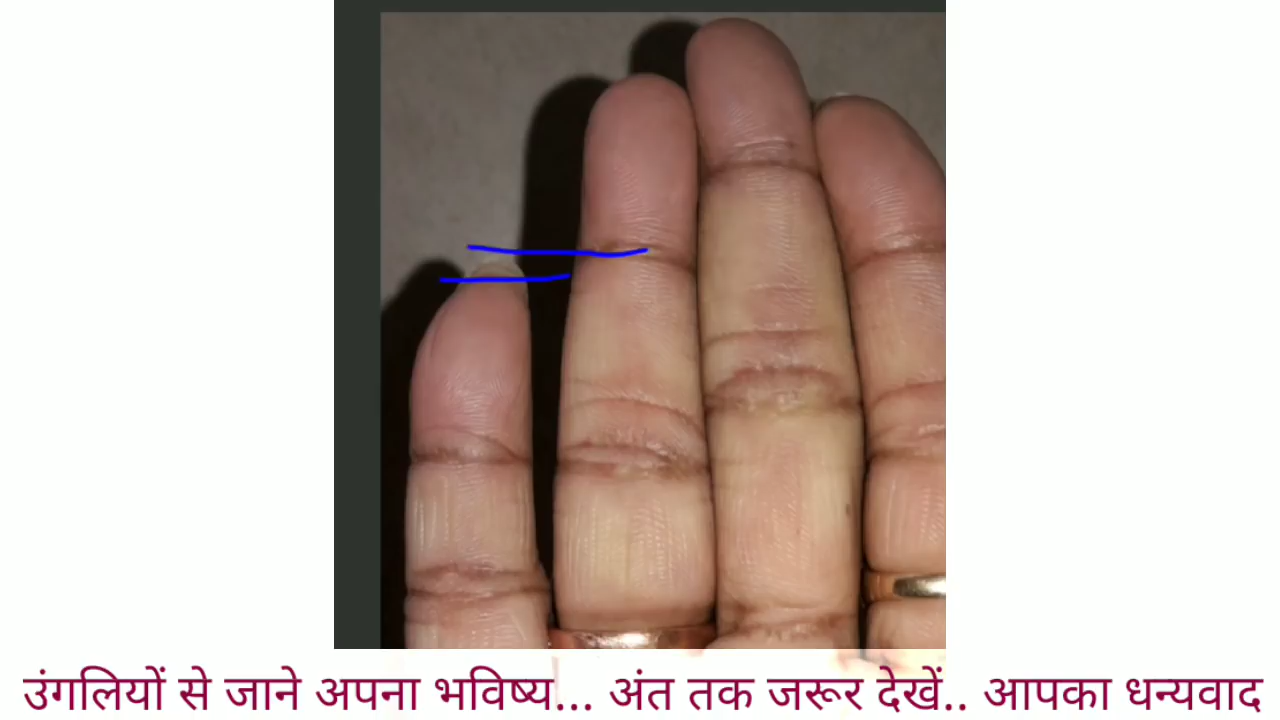 उंगलियों से जाने अपना भविष्य... अंत तक जरूर देखें.. आपका धन्यवाद